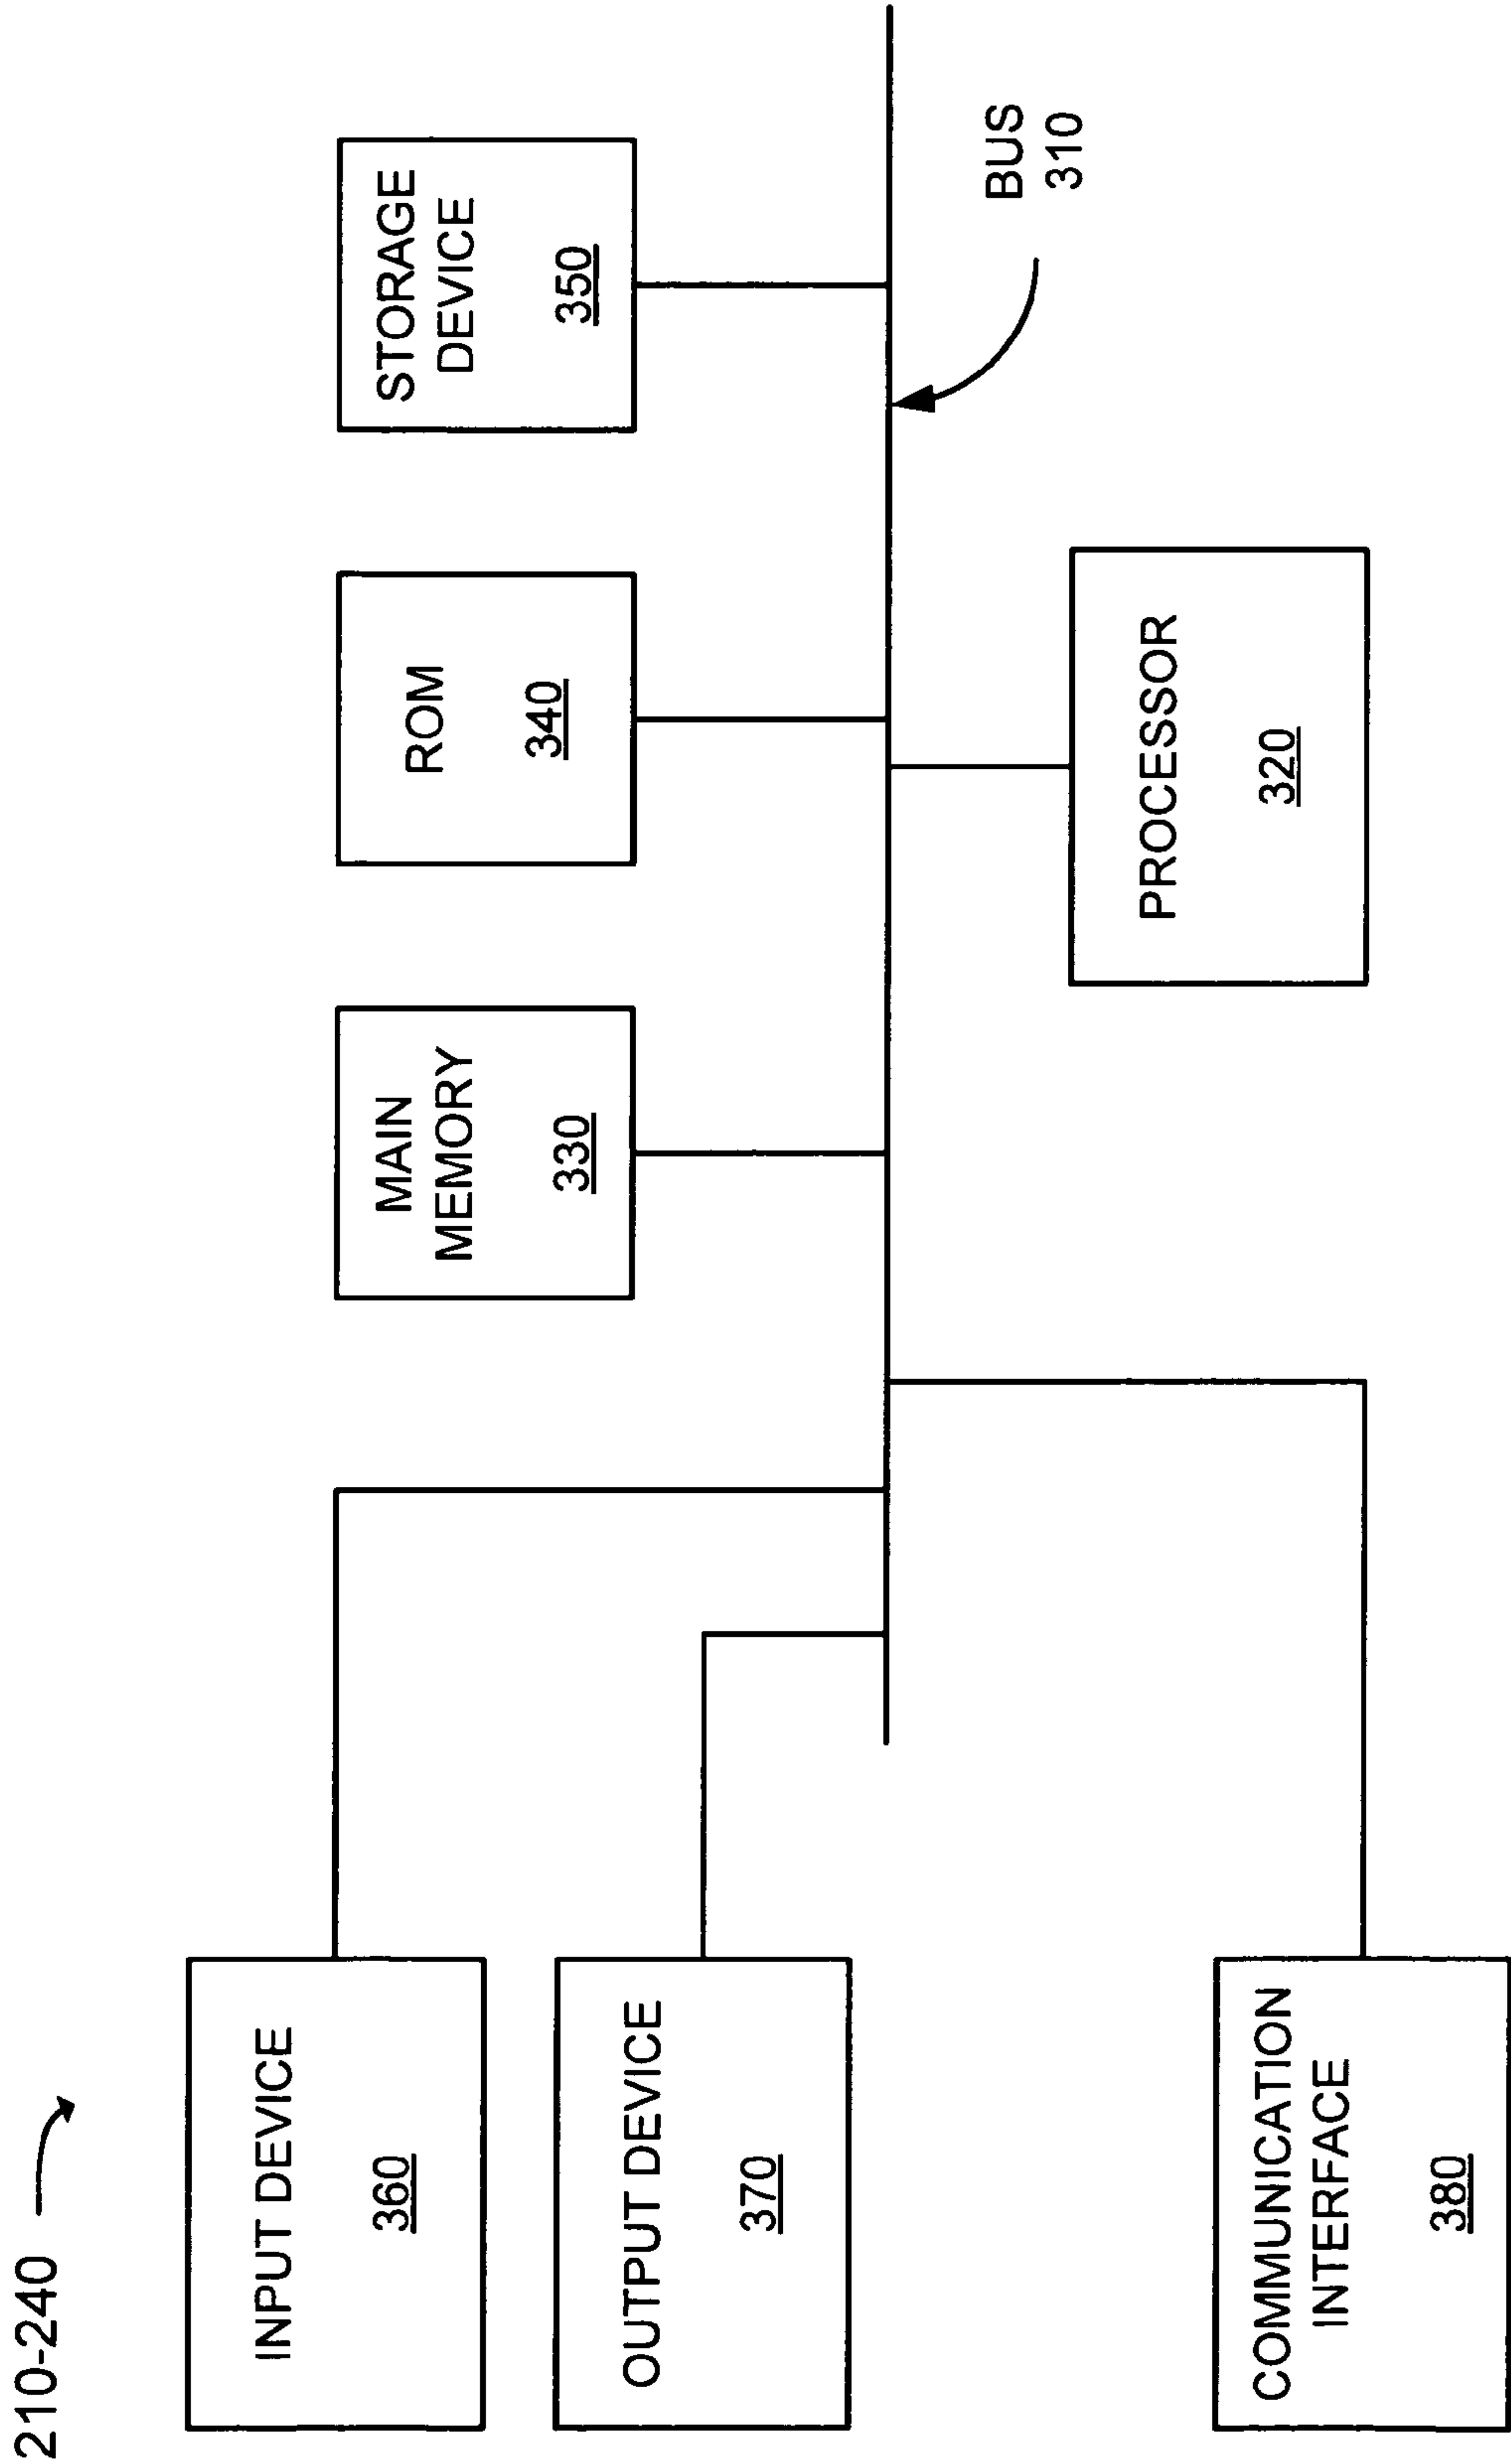 210-240
INPUT DEVICE
360
OUTPUT DEVICE
370
COMMUNICATION
INTERFACE
380
MAIN
MEMORY
330
ROM
340
STORAGE
DEVICE
350
PROCESSOR
320
BUS
310